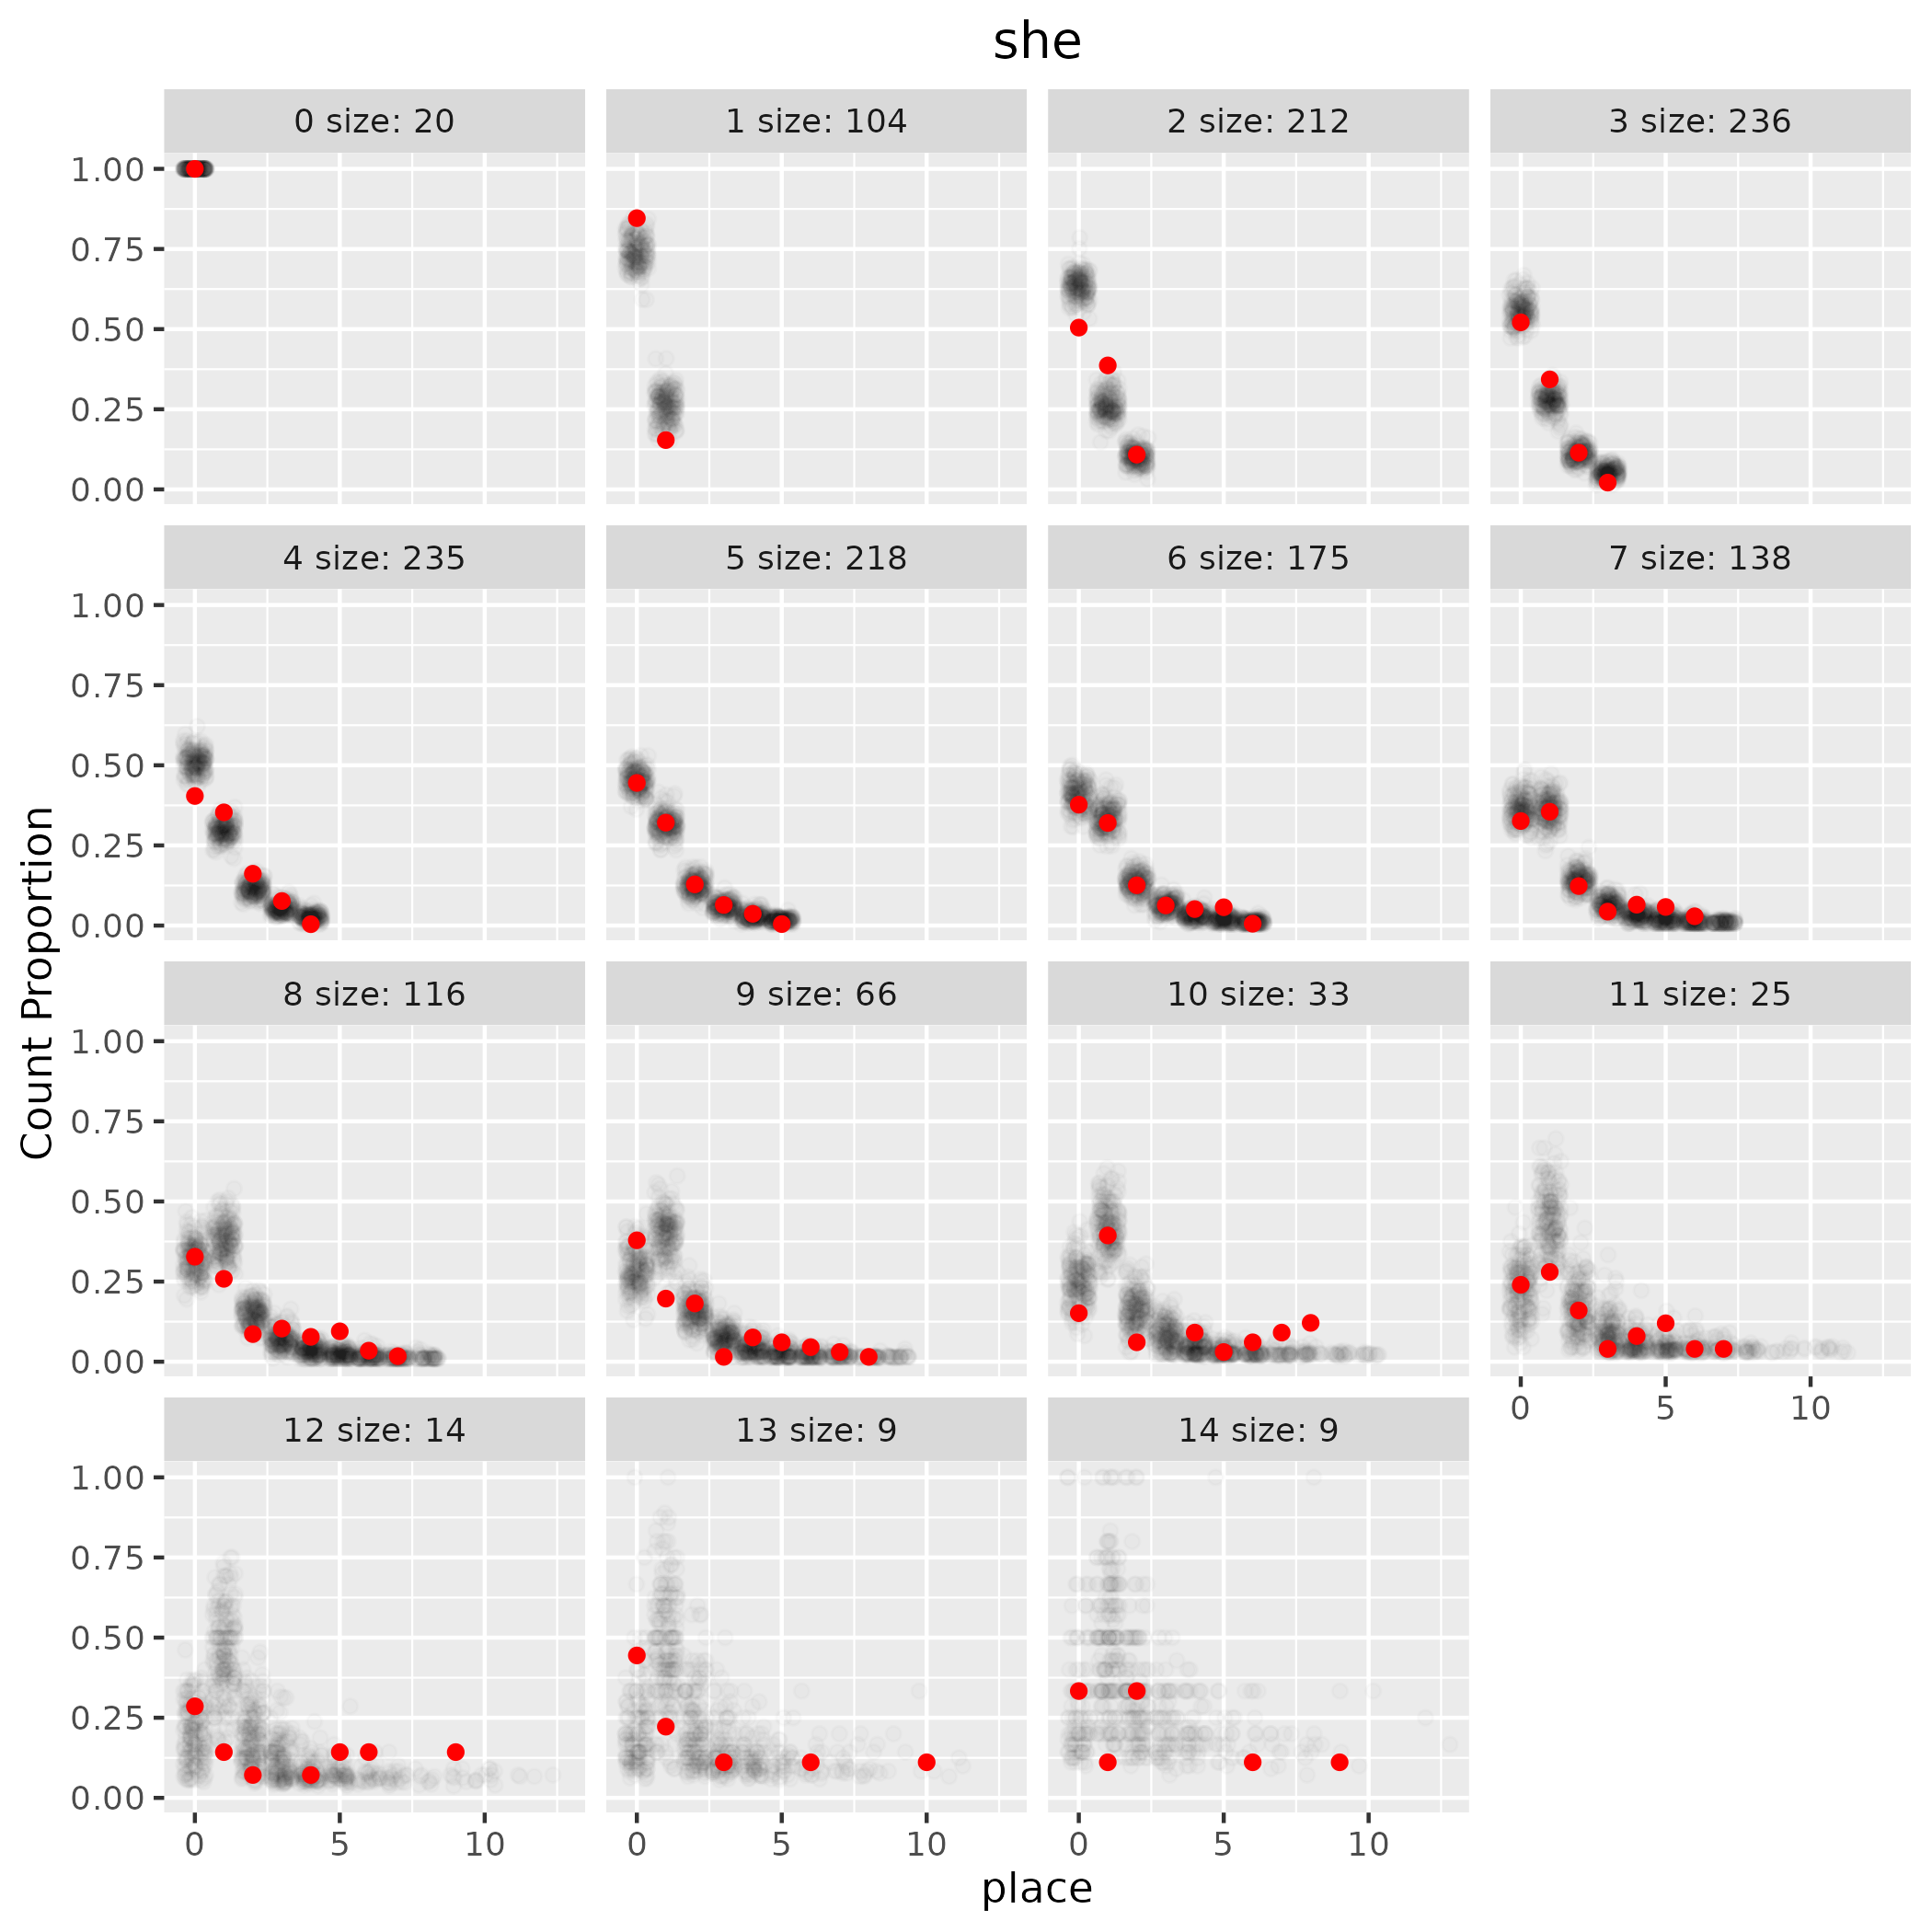 she
0 size: 20
1 size: 104
2 size: 212
3 size: 236
1.00
0.75
0.50
0.25
0.00
4 size: 235
5 size: 218
6 size: 175
7 size: 138
1.00
0.75
0.50
0.25
0.00
Count Proportion
8 size: 116
9 size: 66
10 size: 33
11 size: 25
1.00
0.75
0.50
0.25
0.00
0 5 10
12 size: 14
13 size: 9
14 size: 9
1.00
0.75
0.50
0.25
0.00
0 5 10
0 5 10
0 5 10
place